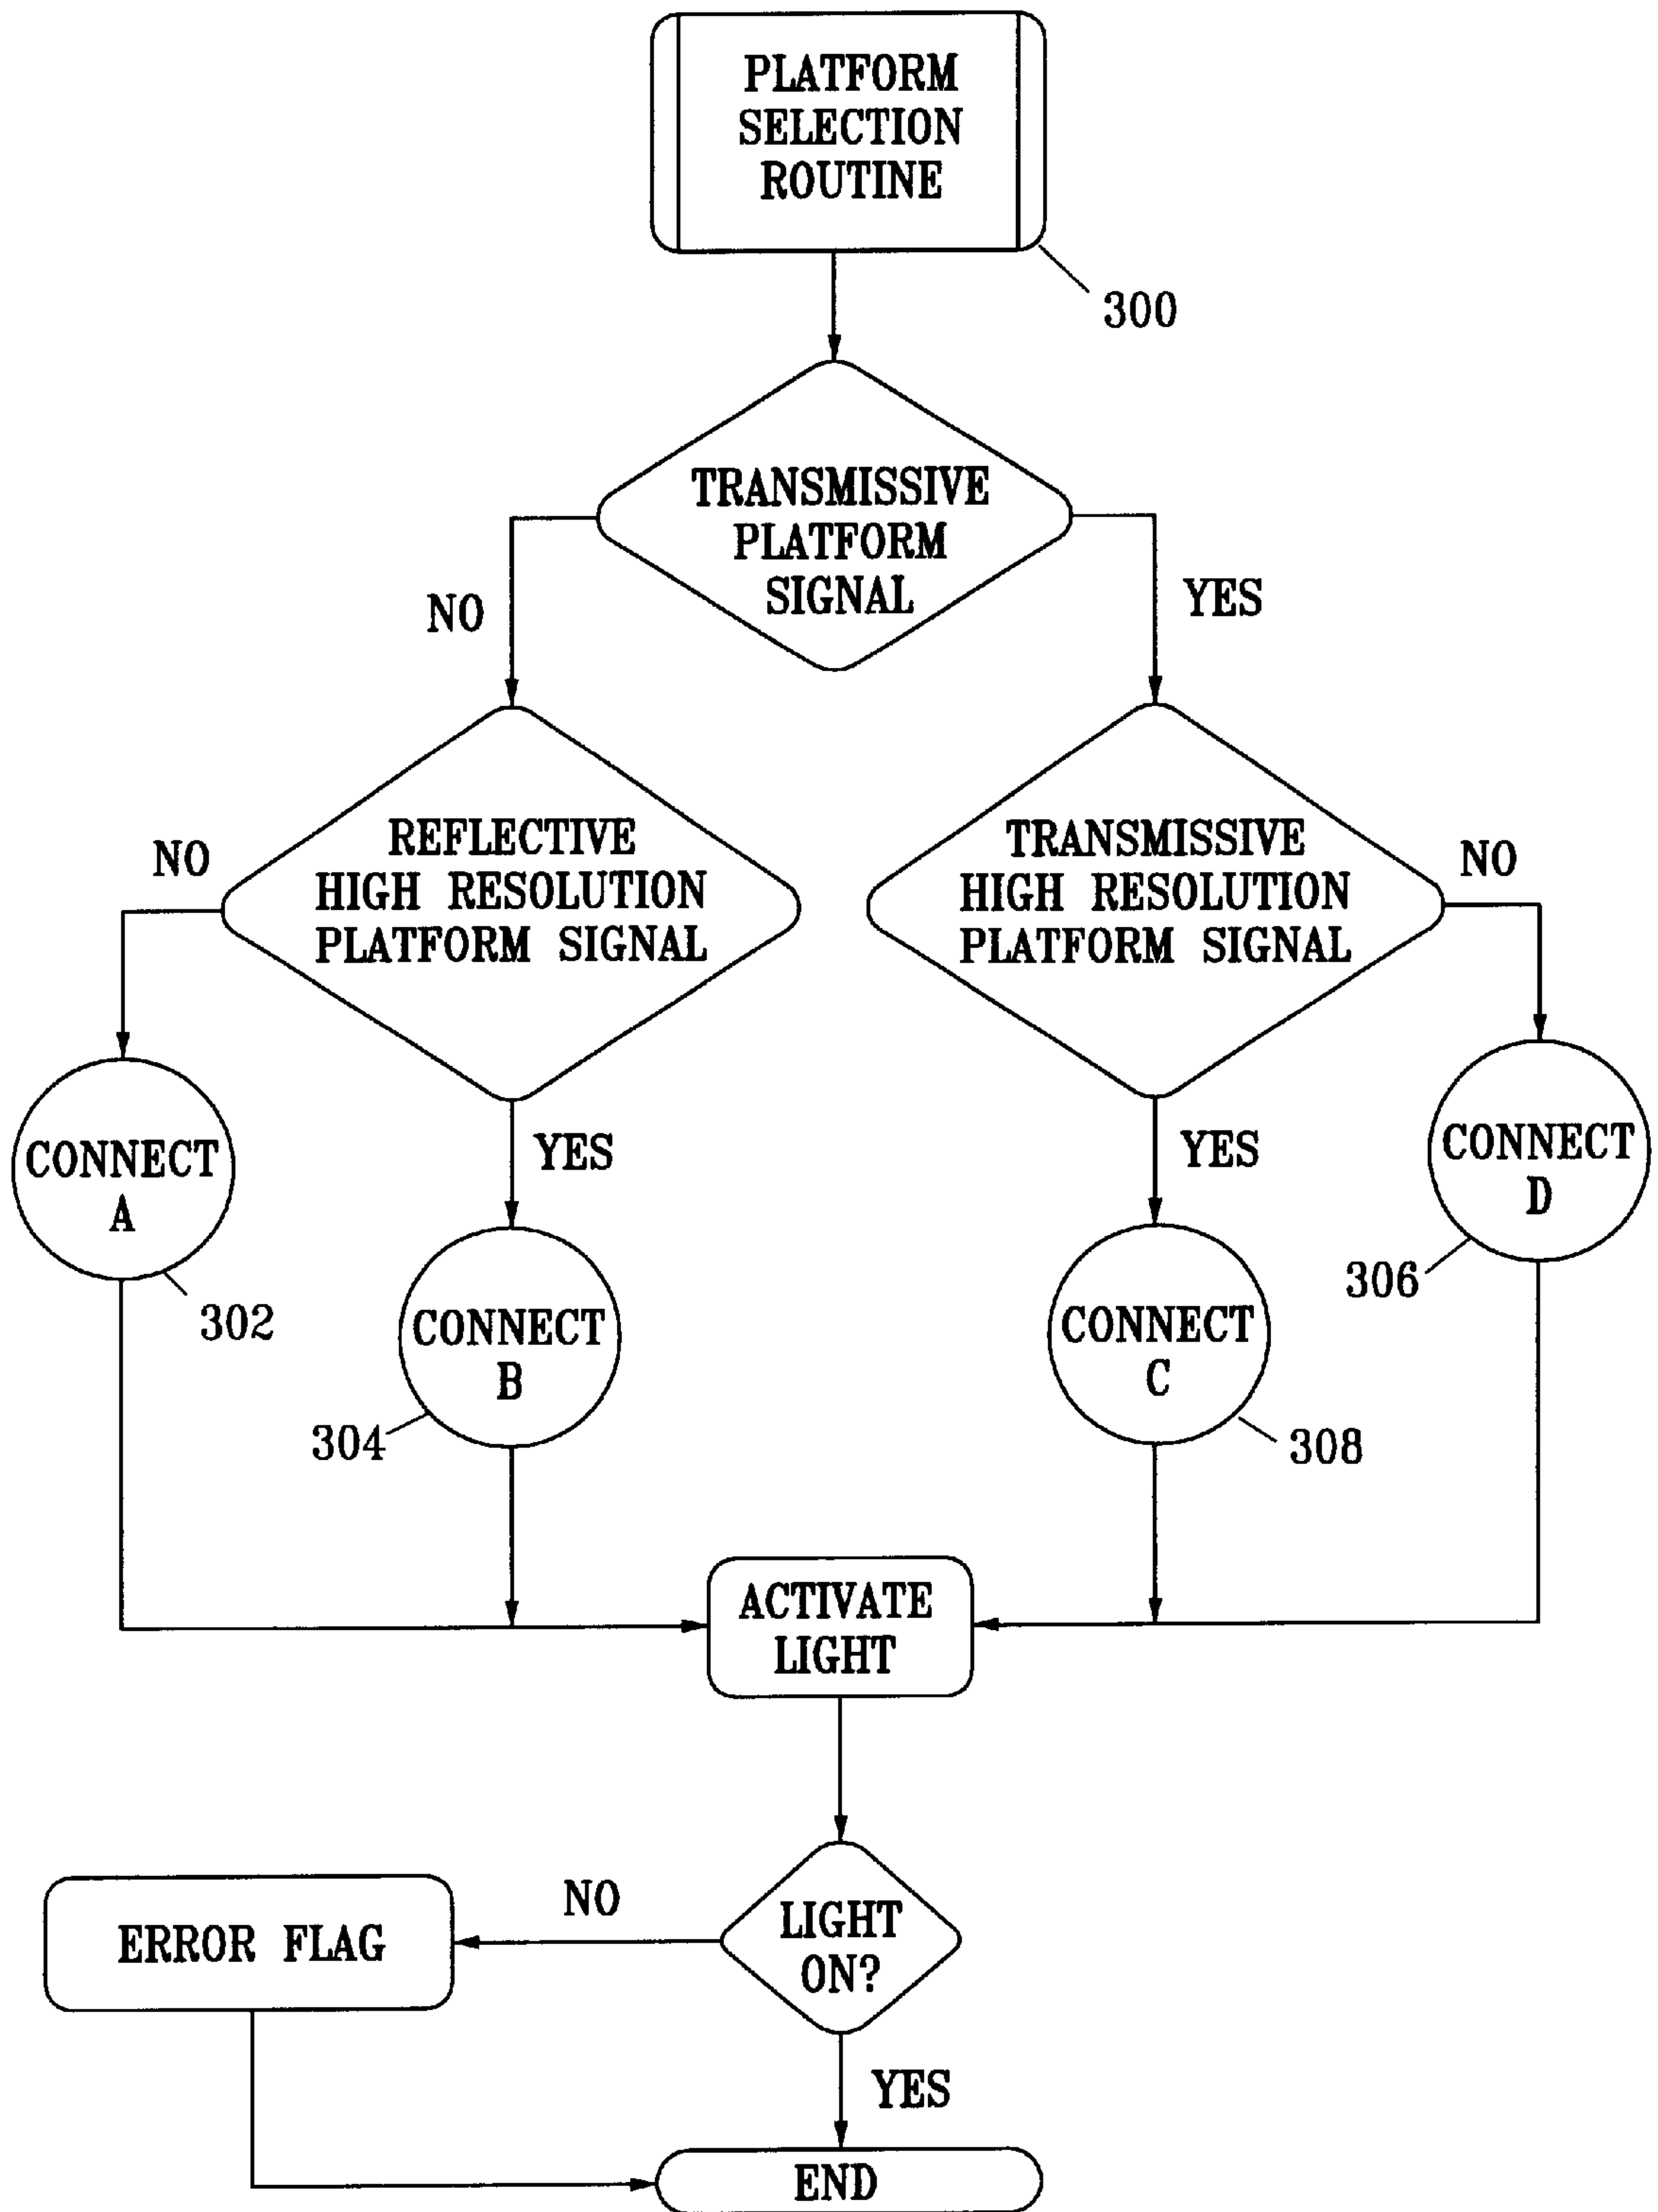 PLATFORM
SELECTION
ROUTINE
300
TRANSMISSIVE
PLATFORM
SIGNAL
NO
YES
REFLECTIVE
HIGH RESOLUTION
PLATFORM SIGNAL
NO
TRANSMISSIVE
HIGH RESOLUTION
PLATFORM SIGNAL
NO
CONNECT
A
302
YES
CONNECT
B
304
YES
CONNECT
C
308
CONNECT
D
306
ACTIVATE
LIGHT
LIGHT
ON?
NO
ERROR FLAG
YES
END